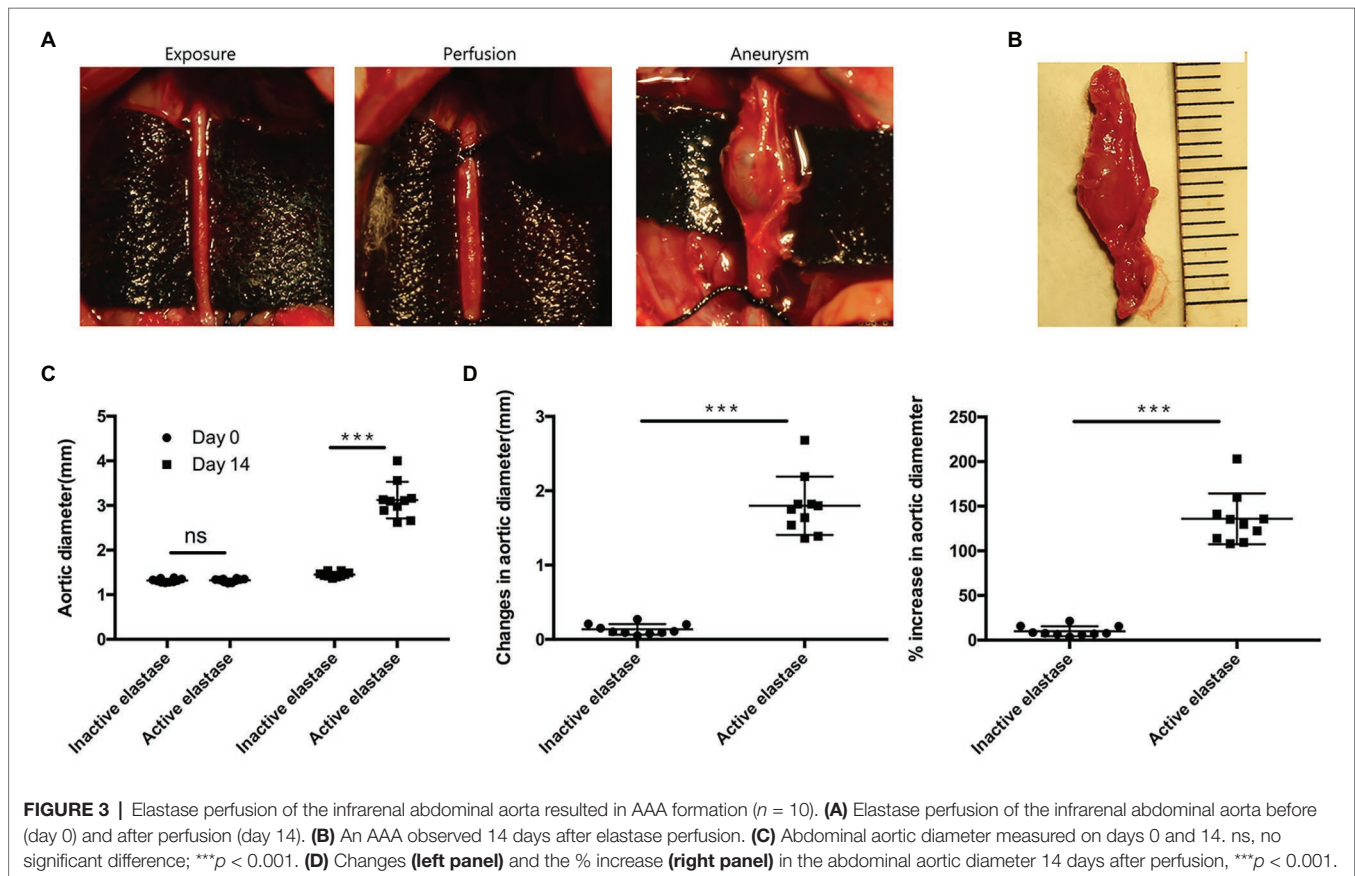 A
Exposure
Perfusion
Aneurysm
B
C
Aortic diameter(mm)
5
4
3
2
1
0
Day 0
Day 14
ns
***
Inactive elastase
Active elastase
Inactive elastase
Active elastase
D
Changes in aortic diameter(mm)
3
2
1
0
***
Inactive elastase
Active elastase
% increase in aortic diamemter
250
200
150
100
50
0
***
Inactive elastase
Active elastase
FIGURE 3 | Elastase perfusion of the infrarenal abdominal aorta resulted in AAA formation (n = 10). (A) Elastase perfusion of the infrarenal abdominal aorta before
(day 0) and after perfusion (day 14). (B) An AAA observed 14 days after elastase perfusion. (C) Abdominal aortic diameter measured on days 0 and 14. ns, no
significant difference; ***p < 0.001. (D) Changes (left panel) and the % increase (right panel) in the abdominal aortic diameter 14 days after perfusion, ***p < 0.001.